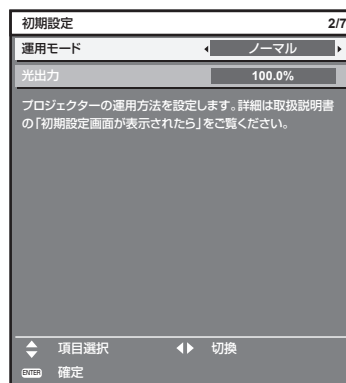 初期設定 2/7
運用モード ノーマル
光出力 100.0%
プロジェクターの運用方法を設定します。詳細は取扱説明書
の「初期設定画面が表示されたら」をご覧ください。
項目選択 切換
ENTER 確定